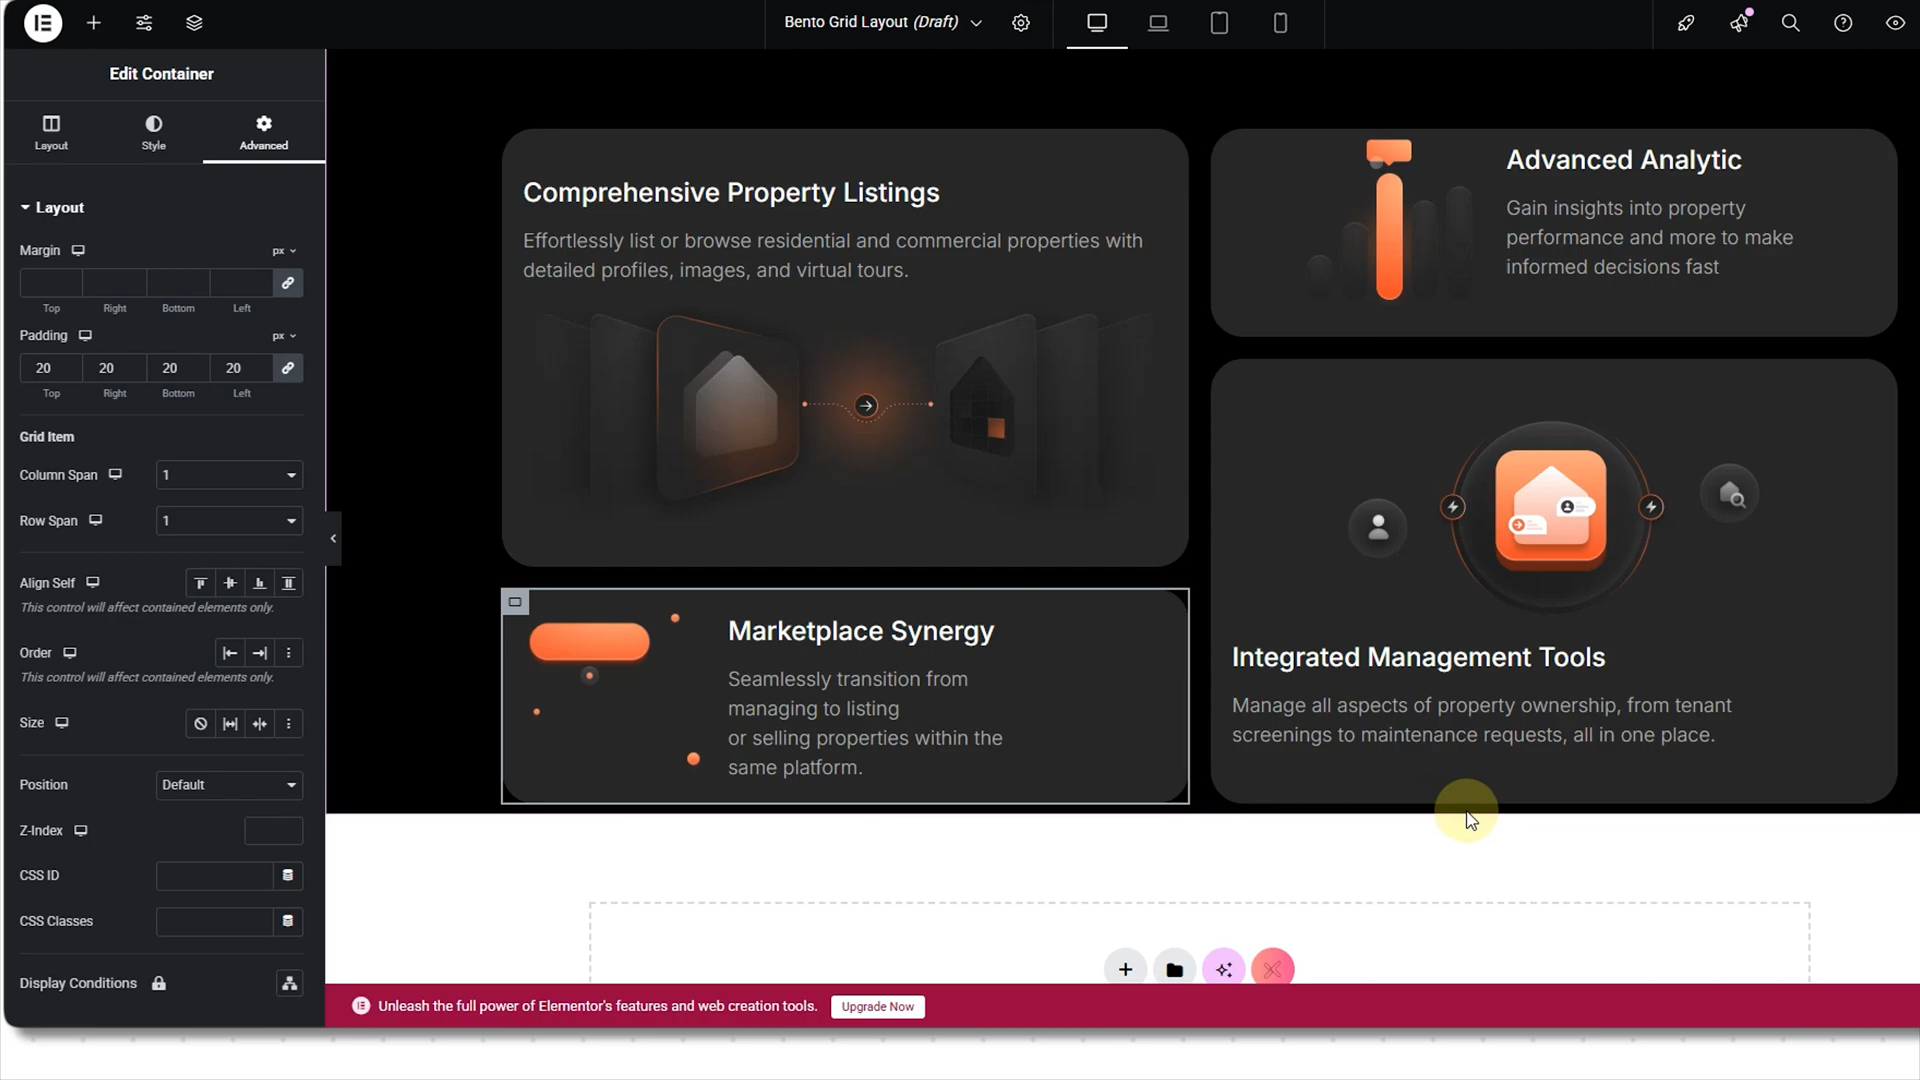 Bento Grid Layout (Draft)
Edit Container
Layout
Style
Advanced
Layout
Margin
px
Top
Right
Bottom
Left
Padding
px
20
20
20
20
Top
Right
Bottom
Left
Grid Item
Column Span
1
Row Span
1
Align Self
This control will affect contained elements only.
Order
This control will affect contained elements only.
Size
Position
Default
Z-Index
CSS ID
CSS Classes
Display Conditions
Comprehensive Property Listings
Effortlessly list or browse residential and commercial properties with
detailed profiles, images, and virtual tours.
Advanced Analytic
Gain insights into property
performance and more to make
informed decisions fast
Marketplace Synergy
Seamlessly transition from
managing to listing
or selling properties within the
same platform.
Integrated Management Tools
Manage all aspects of property ownership, from tenant
screenings to maintenance requests, all in one place.
Unleash the full power of Elementor's features and web creation tools.
Upgrade Now